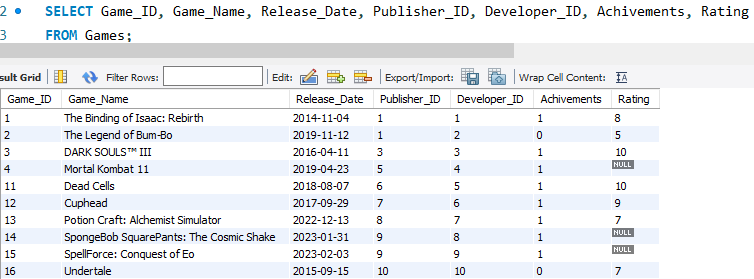 2 SELECT Game_ID, Game_Name, Release_Date, Publisher_ID, Developer_ID, Achivements, Rating
3 FROM Games;
sult Grid Filter Rows: Edit: Export/Import: Wrap Cell Content: IA
Game_ID Game_Name Release_Date Publisher_ID Developer_ID Achivements Rating
1 The Binding of Isaac: Rebirth 2014-11-04 1 1 1 8
2 The Legend of Bum-Bo 2019-11-12 1 2 0 5
3 DARK SOULS™ III 2016-04-11 3 3 1 10
4 Mortal Kombat 11 2019-04-23 5 4 1 NULL
11 Dead Cells 2018-08-07 6 5 1 10
12 Cuphead 2017-09-29 7 6 1 9
13 Potion Craft: Alchemist Simulator 2022-12-13 8 7 1 7
14 SpongeBob SquarePants: The Cosmic Shake 2023-01-31 9 8 1 NULL
15 SpellForce: Conquest of Eo 2023-02-03 9 9 1 NULL
16 Undertale 2015-09-15 10 10 0 7